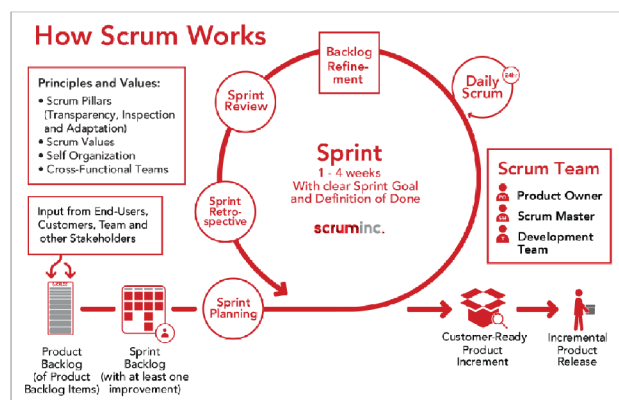 How Scrum Works
Principles and Values:
• Scrum Pillars
(Transparency, Inspection
and Adaptation)
• Scrum Values
• Self Organization
• Cross-Functional Teams
Input from End-Users,
Customers, Team and
other Stakeholders
Product
Backlog
(of Product
Backlog Items)
Sprint
Backlog
(with at least one
improvement)
Sprint
Planning
Sprint
Retro-
spective
Sprint
Review
Backlog
Refine-
ment
Daily
Scrum
24hr
Sprint
1 - 4 weeks
With clear Sprint Goal
and Definition of Done
scruminc.
Scrum Team
PO
Product Owner
SM
Scrum Master
Development
Team
Customer-Ready
Product
Increment
Incremental
Product
Release